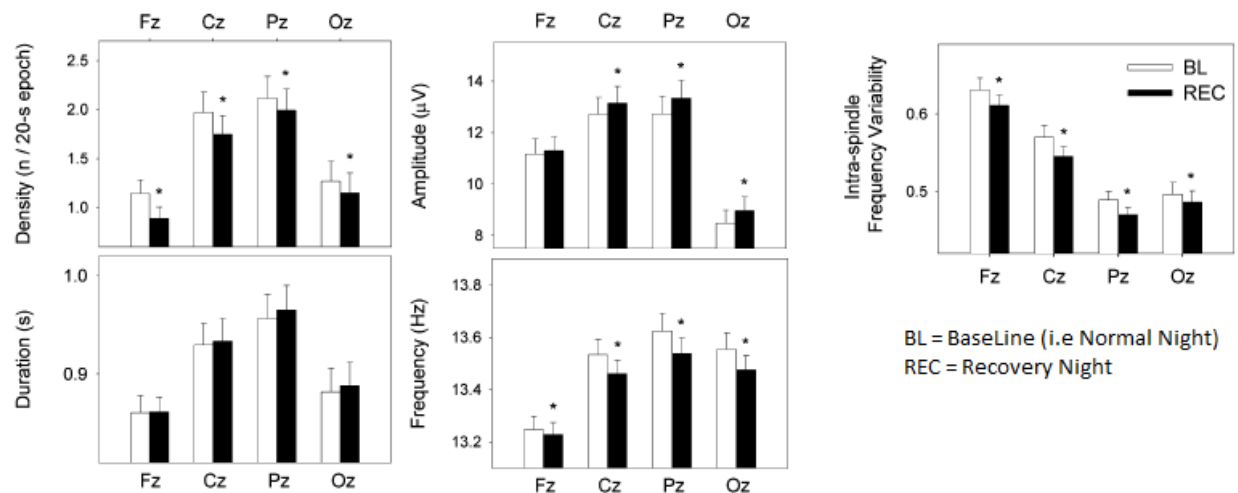 Fz Cz Pz Oz
Density (n / 20-s epoch)
2.5
2.0
1.5
1.0
* * * *
Duration (s)
1.0
0.9
Fz Cz Pz Oz
Fz Cz Pz Oz
Amplitude (μV)
14
12
10
8
* * *
Frequency (Hz)
13.8
13.6
13.4
13.2
* * * *
Fz Cz Pz Oz
Intra-spindle
Frequency Variability
0.6
0.5
BL
REC
* * * *
Fz Cz Pz Oz
BL = BaseLine (i.e Normal Night)
REC = Recovery Night